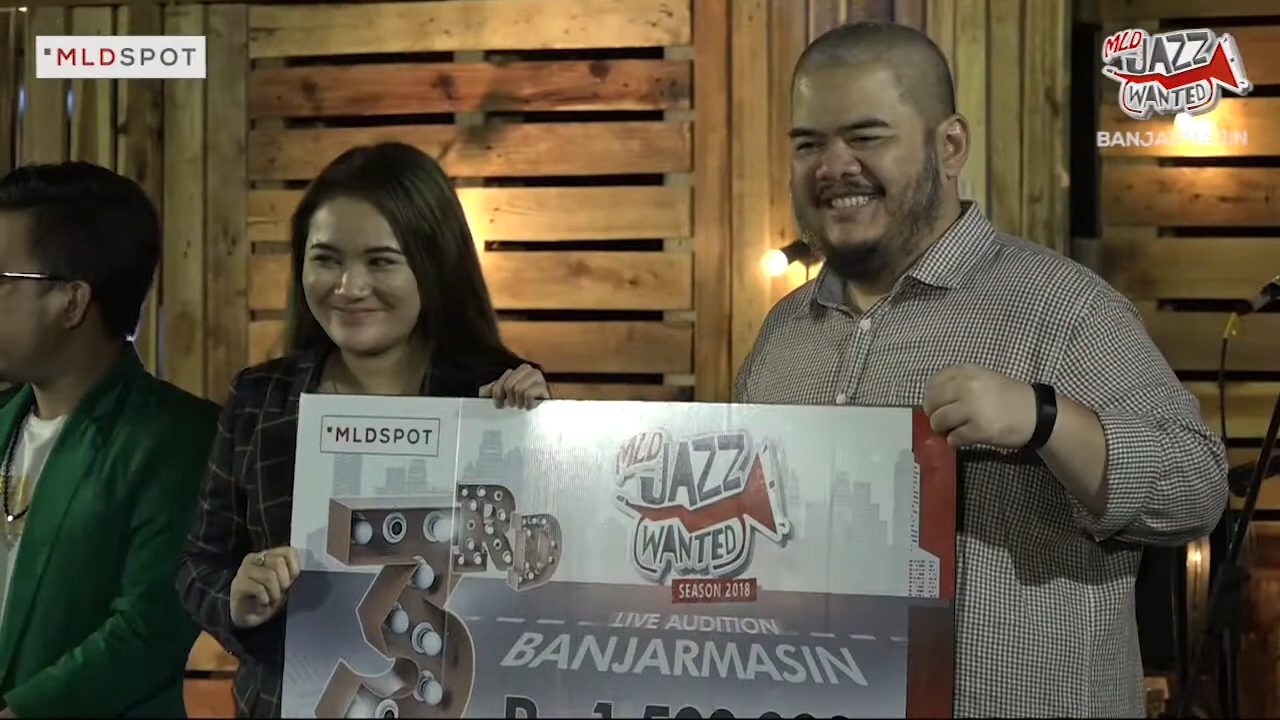 MLDSPOT
MLD
JAZZ
WANTED
BANJARMASIN
MLDSPOT
3RD
MLD
JAZZ
WANTED
SEASON 2018
LIVE AUDITION
BANJARMASIN